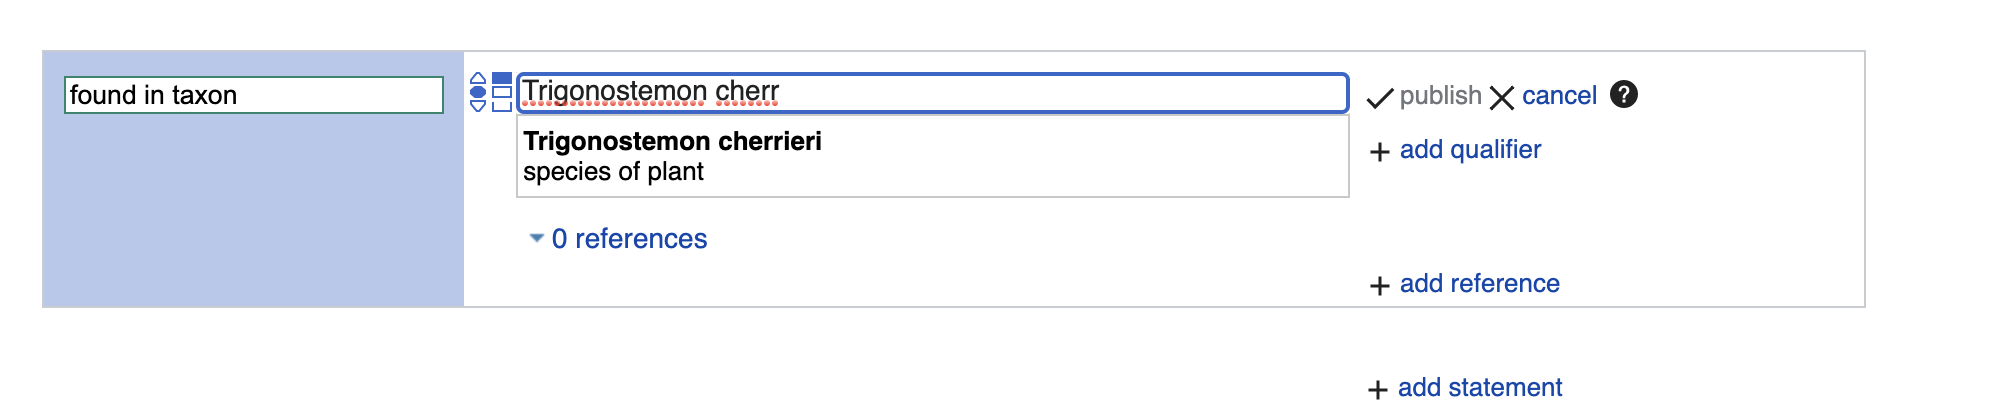 found in taxon
Trigonostemon cherr
publish cancel ?
Trigonostemon cherrieri
species of plant
+ add qualifier
0 references
+ add reference
+ add statement